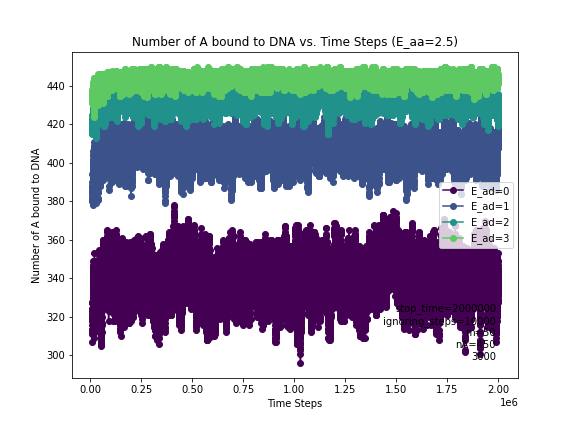 Number of A bound to DNA vs. Time Steps (E_aa=2.5)
Number of A bound to DNA
440
420
400
380
360
340
320
300
E_ad=0
E_ad=1
E_ad=2
E_ad=3
stop_time=2000000
0.00
0.25
0.50
0.75
1.00
1.25
1.50
1.75
2.00
1e6
Time Steps